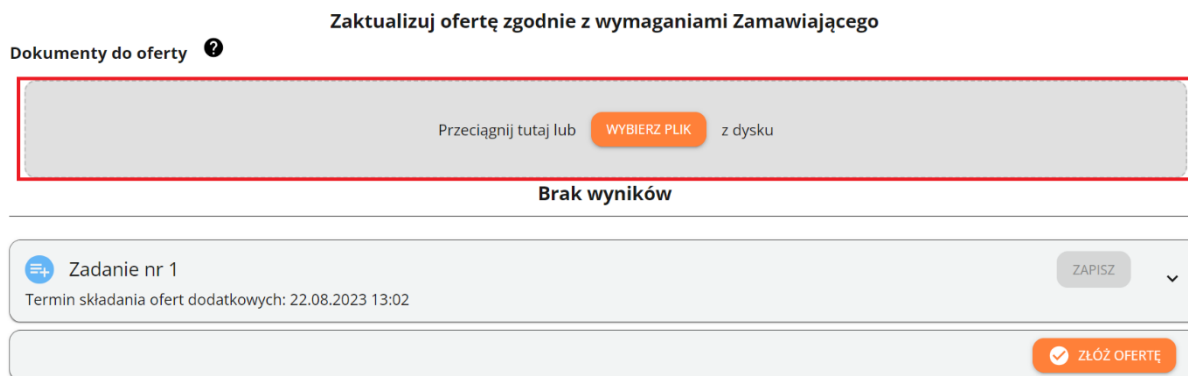 Zaktualizuj ofertę zgodnie z wymaganiami Zamawiającego
Dokumenty do oferty ?
Przeciągnij tutaj lub WYBIERZ PLIK z dysku
Brak wyników
Zadanie nr 1 ZAPISZ
Termin składania ofert dodatkowych: 22.08.2023 13:02
ZŁÓŻ OFERTĘ